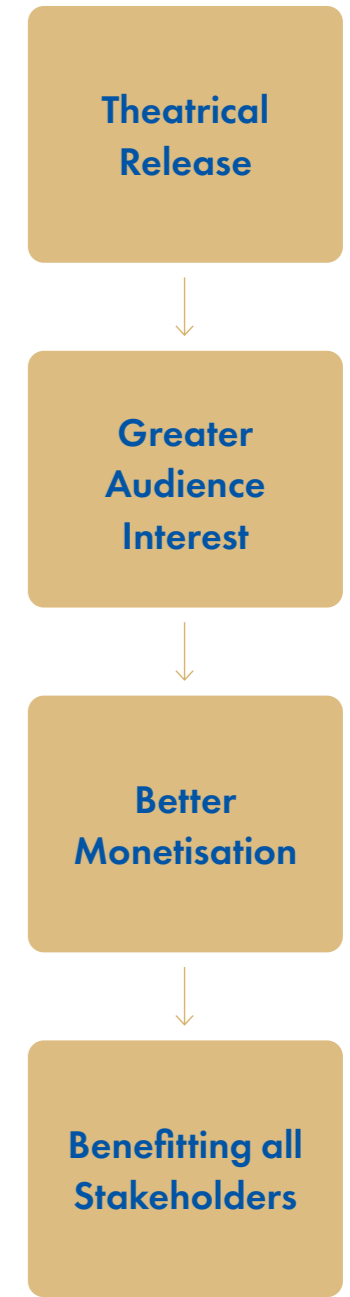 Theatrical
Release
Greater
Audience
Interest
Better
Monetisation
Benefitting all
Stakeholders